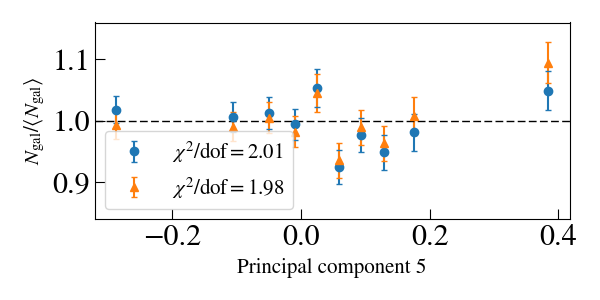 1.1
1.0
0.9
N_gal/⟨N_gal⟩
χ²/dof = 2.01
χ²/dof = 1.98
−0.2 0.0 0.2 0.4
Principal component 5